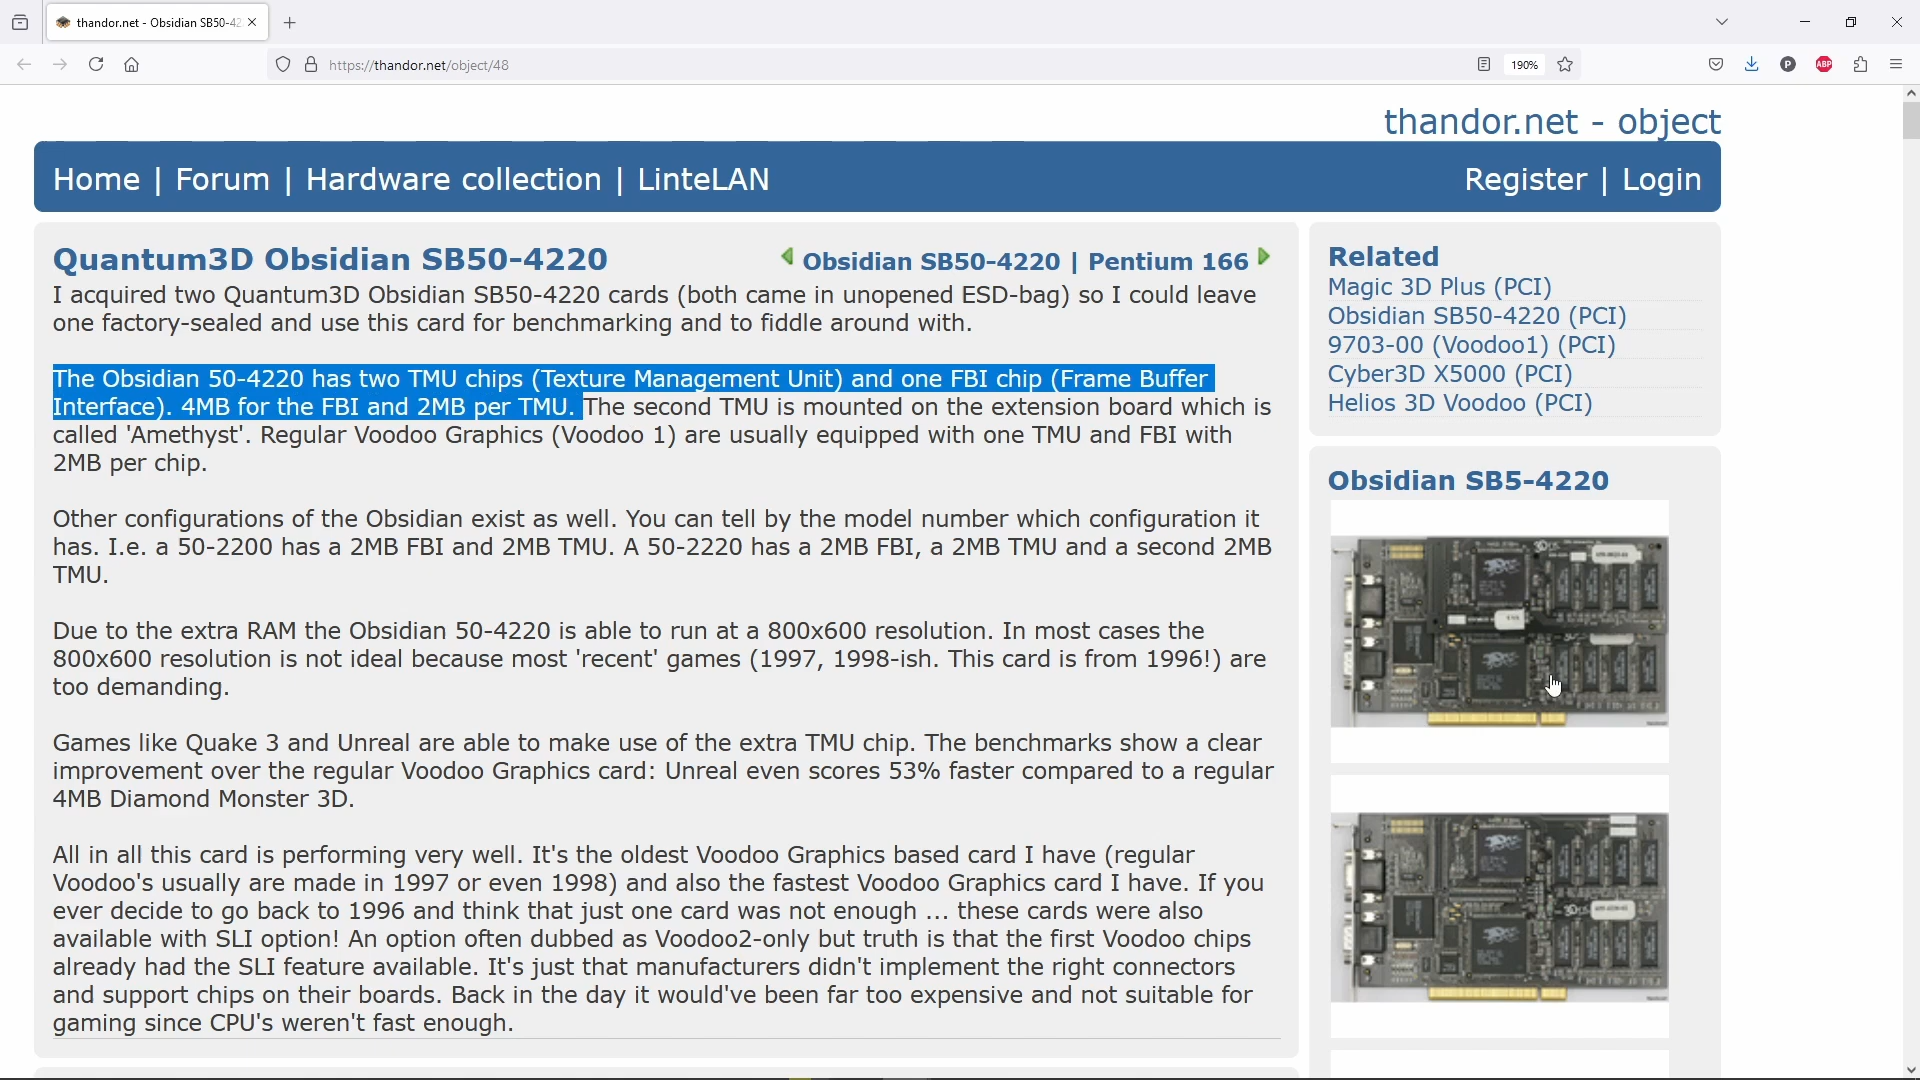 thandor.net - Obsidian SB50-42
https://thandor.net/object/48
190%
P
ABP
thandor.net - object
Home | Forum | Hardware collection | LinteLAN
Register | Login
Quantum3D Obsidian SB50-4220
Obsidian SB50-4220 | Pentium 166
I acquired two Quantum3D Obsidian SB50-4220 cards (both came in unopened ESD-bag) so I could leave
one factory-sealed and use this card for benchmarking and to fiddle around with.
The Obsidian 50-4220 has two TMU chips (Texture Management Unit) and one FBI chip (Frame Buffer
Interface). 4MB for the FBI and 2MB per TMU. The second TMU is mounted on the extension board which is
called 'Amethyst'. Regular Voodoo Graphics (Voodoo 1) are usually equipped with one TMU and FBI with
2MB per chip.
Other configurations of the Obsidian exist as well. You can tell by the model number which configuration it
has. I.e. a 50-2200 has a 2MB FBI and 2MB TMU. A 50-2220 has a 2MB FBI, a 2MB TMU and a second 2MB
TMU.
Due to the extra RAM the Obsidian 50-4220 is able to run at a 800x600 resolution. In most cases the
800x600 resolution is not ideal because most 'recent' games (1997, 1998-ish. This card is from 1996!) are
too demanding.
Games like Quake 3 and Unreal are able to make use of the extra TMU chip. The benchmarks show a clear
improvement over the regular Voodoo Graphics card: Unreal even scores 53% faster compared to a regular
4MB Diamond Monster 3D.
All in all this card is performing very well. It's the oldest Voodoo Graphics based card I have (regular
Voodoo's usually are made in 1997 or even 1998) and also the fastest Voodoo Graphics card I have. If you
ever decide to go back to 1996 and think that just one card was not enough ... these cards were also
available with SLI option! An option often dubbed as Voodoo2-only but truth is that the first Voodoo chips
already had the SLI feature available. It's just that manufacturers didn't implement the right connectors
and support chips on their boards. Back in the day it would've been far too expensive and not suitable for
gaming since CPU's weren't fast enough.
Related
Magic 3D Plus (PCI)
Obsidian SB50-4220 (PCI)
9703-00 (Voodoo1) (PCI)
Cyber3D X5000 (PCI)
Helios 3D Voodoo (PCI)
Obsidian SB5-4220